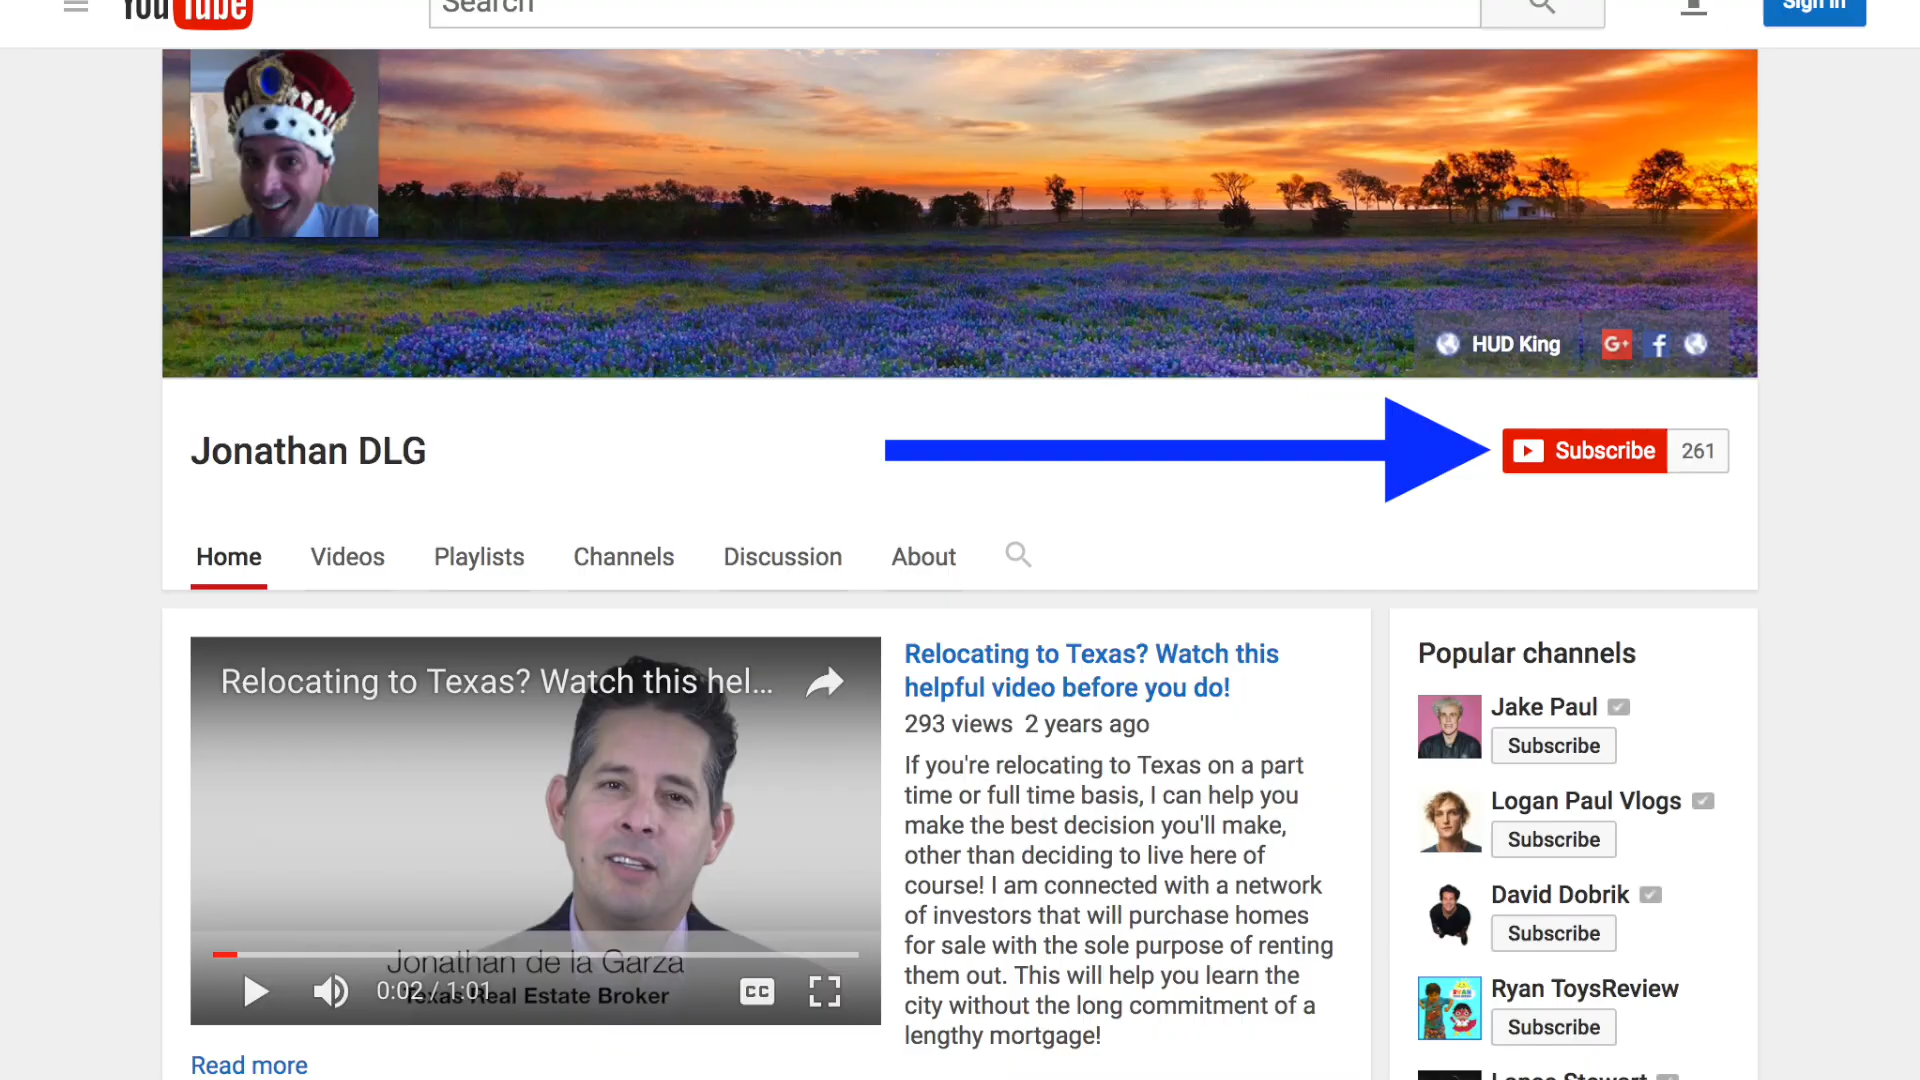 YouTube
Search
Sign in
HUD King
G+ f
Jonathan DLG
Subscribe 261
Home Videos Playlists Channels Discussion About
Relocating to Texas? Watch this hel...
Jonathan de la Garza
Texas Real Estate Broker
0:02 / 1:01
CC
Read more
Relocating to Texas? Watch this
helpful video before you do!
293 views 2 years ago
If you're relocating to Texas on a part
time or full time basis, I can help you
make the best decision you'll make,
other than deciding to live here of
course! I am connected with a network
of investors that will purchase homes
for sale with the sole purpose of renting
them out. This will help you learn the
city without the long commitment of a
lengthy mortgage!
Popular channels
Jake Paul
Subscribe
Logan Paul Vlogs
Subscribe
David Dobrik
Subscribe
Ryan ToysReview
Subscribe